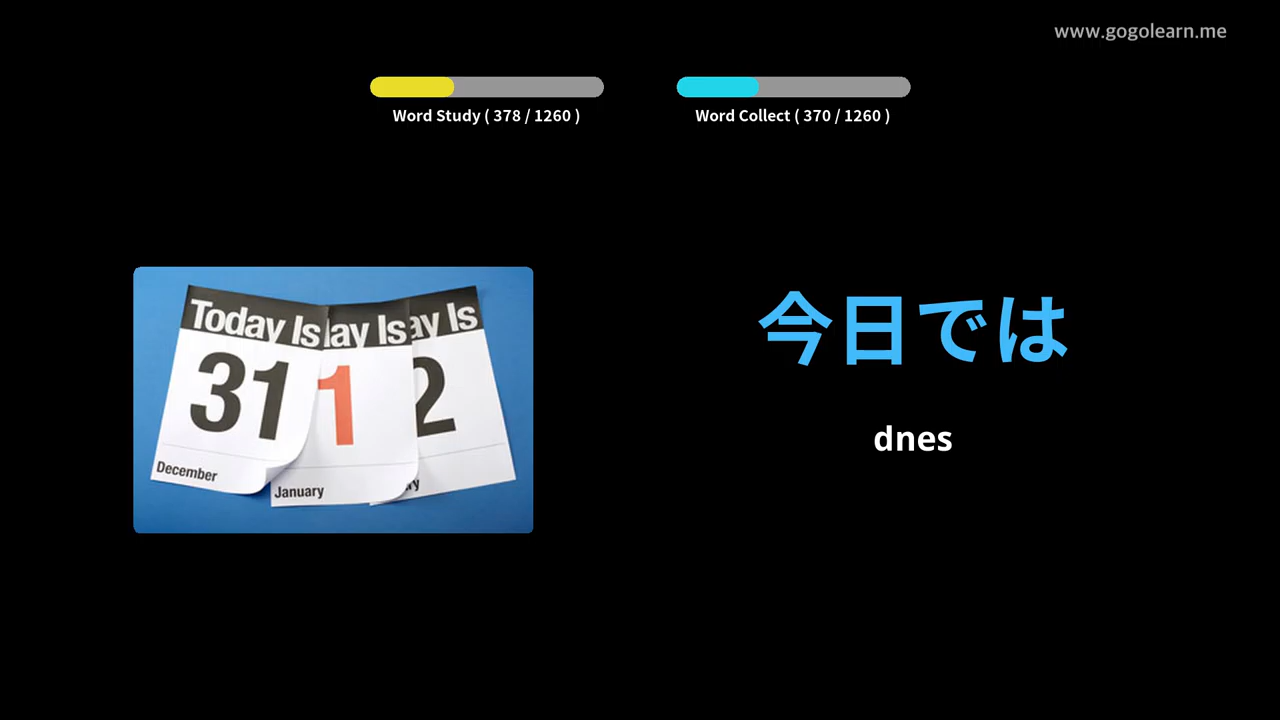 www.gogolearn.me
Word Study ( 378 / 1260 )
Word Collect ( 370 / 1260 )
Today Is
ay Is
ay Is
31
1
2
December
January
ry
今日では
dnes